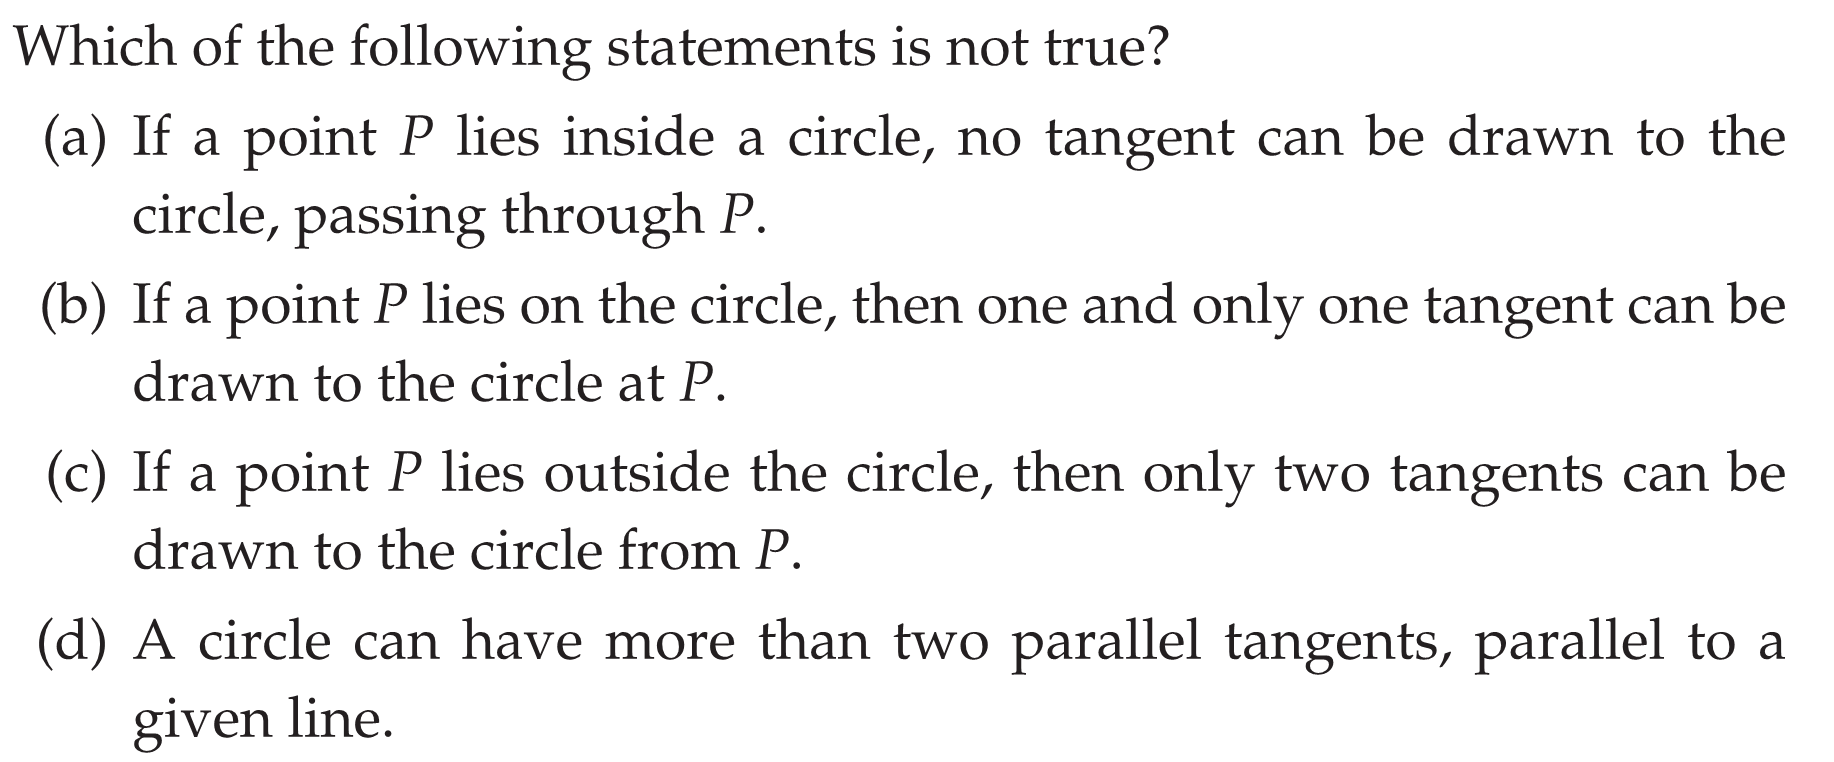 Which of the following statements is not true?
(a) If a point P lies inside a circle, no tangent can be drawn to the
circle, passing through P.
(b) If a point P lies on the circle, then one and only one tangent can be
drawn to the circle at P.
(c) If a point P lies outside the circle, then only two tangents can be
drawn to the circle from P.
(d) A circle can have more than two parallel tangents, parallel to a
given line.